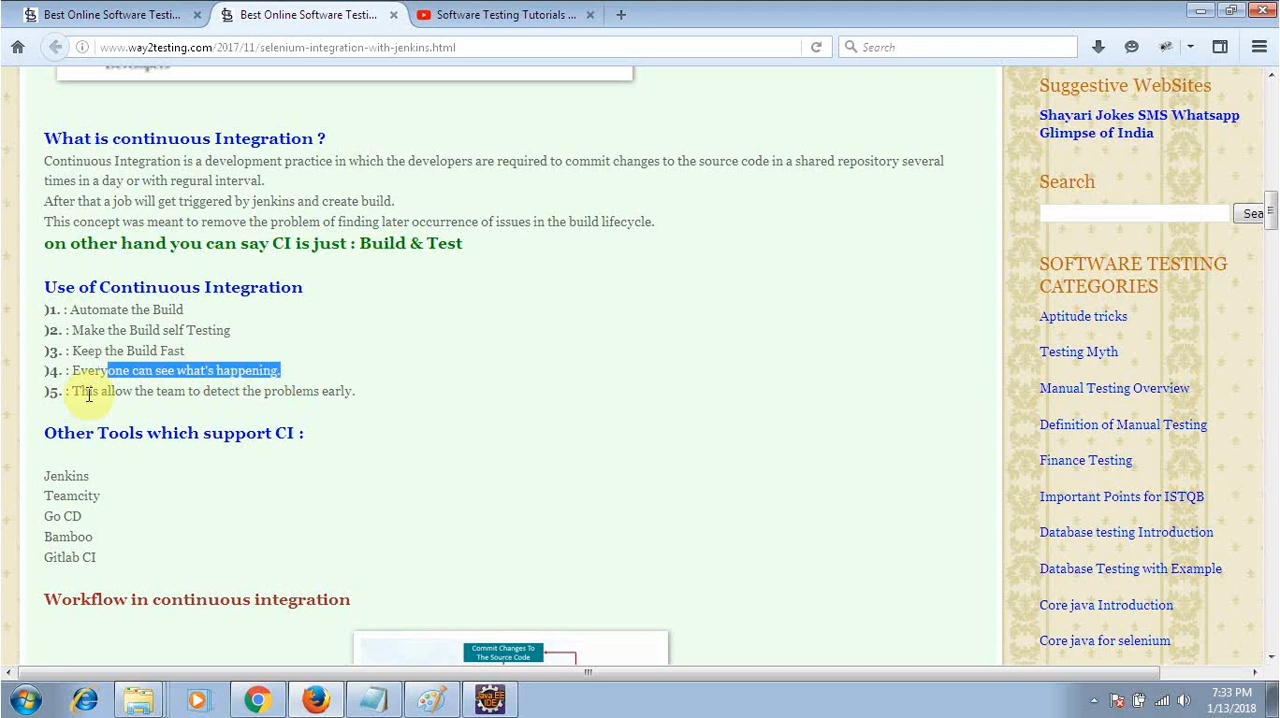 Best Online Software Testi...
Best Online Software Testi...
Software Testing Tutorials ...
www.way2testing.com/2017/11/selenium-integration-with-jenkins.html
Search
What is continuous Integration ?
Continuous Integration is a development practice in which the developers are required to commit changes to the source code in a shared repository several
times in a day or with regural interval.
After that a job will get triggered by jenkins and create build.
This concept was meant to remove the problem of finding later occurrence of issues in the build lifecycle.
on other hand you can say CI is just : Build & Test
Use of Continuous Integration
)1. : Automate the Build
)2. : Make the Build self Testing
)3. : Keep the Build Fast
)4. : Everyone can see what's happening.
)5. : This allow the team to detect the problems early.
Other Tools which support CI :
Jenkins
Teamcity
Go CD
Bamboo
Gitlab CI
Workflow in continuous integration
Commit Changes To
The Source Code
Suggestive WebSites
Shayari Jokes SMS Whatsapp
Glimpse of India
Search
Sea
SOFTWARE TESTING
CATEGORIES
Aptitude tricks
Testing Myth
Manual Testing Overview
Definition of Manual Testing
Finance Testing
Important Points for ISTQB
Database testing Introduction
Database Testing with Example
Core java Introduction
Core java for selenium
Java EE
IDE
7:33 PM
1/13/2018